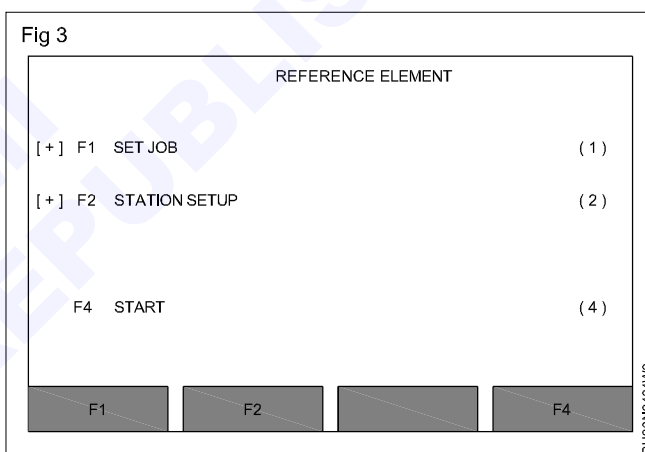 Fig 3
REFERENCE ELEMENT
[+] F1 SET JOB (1)
[+] F2 STATION SETUP (2)
F4 START (4)
F1 F2 F4